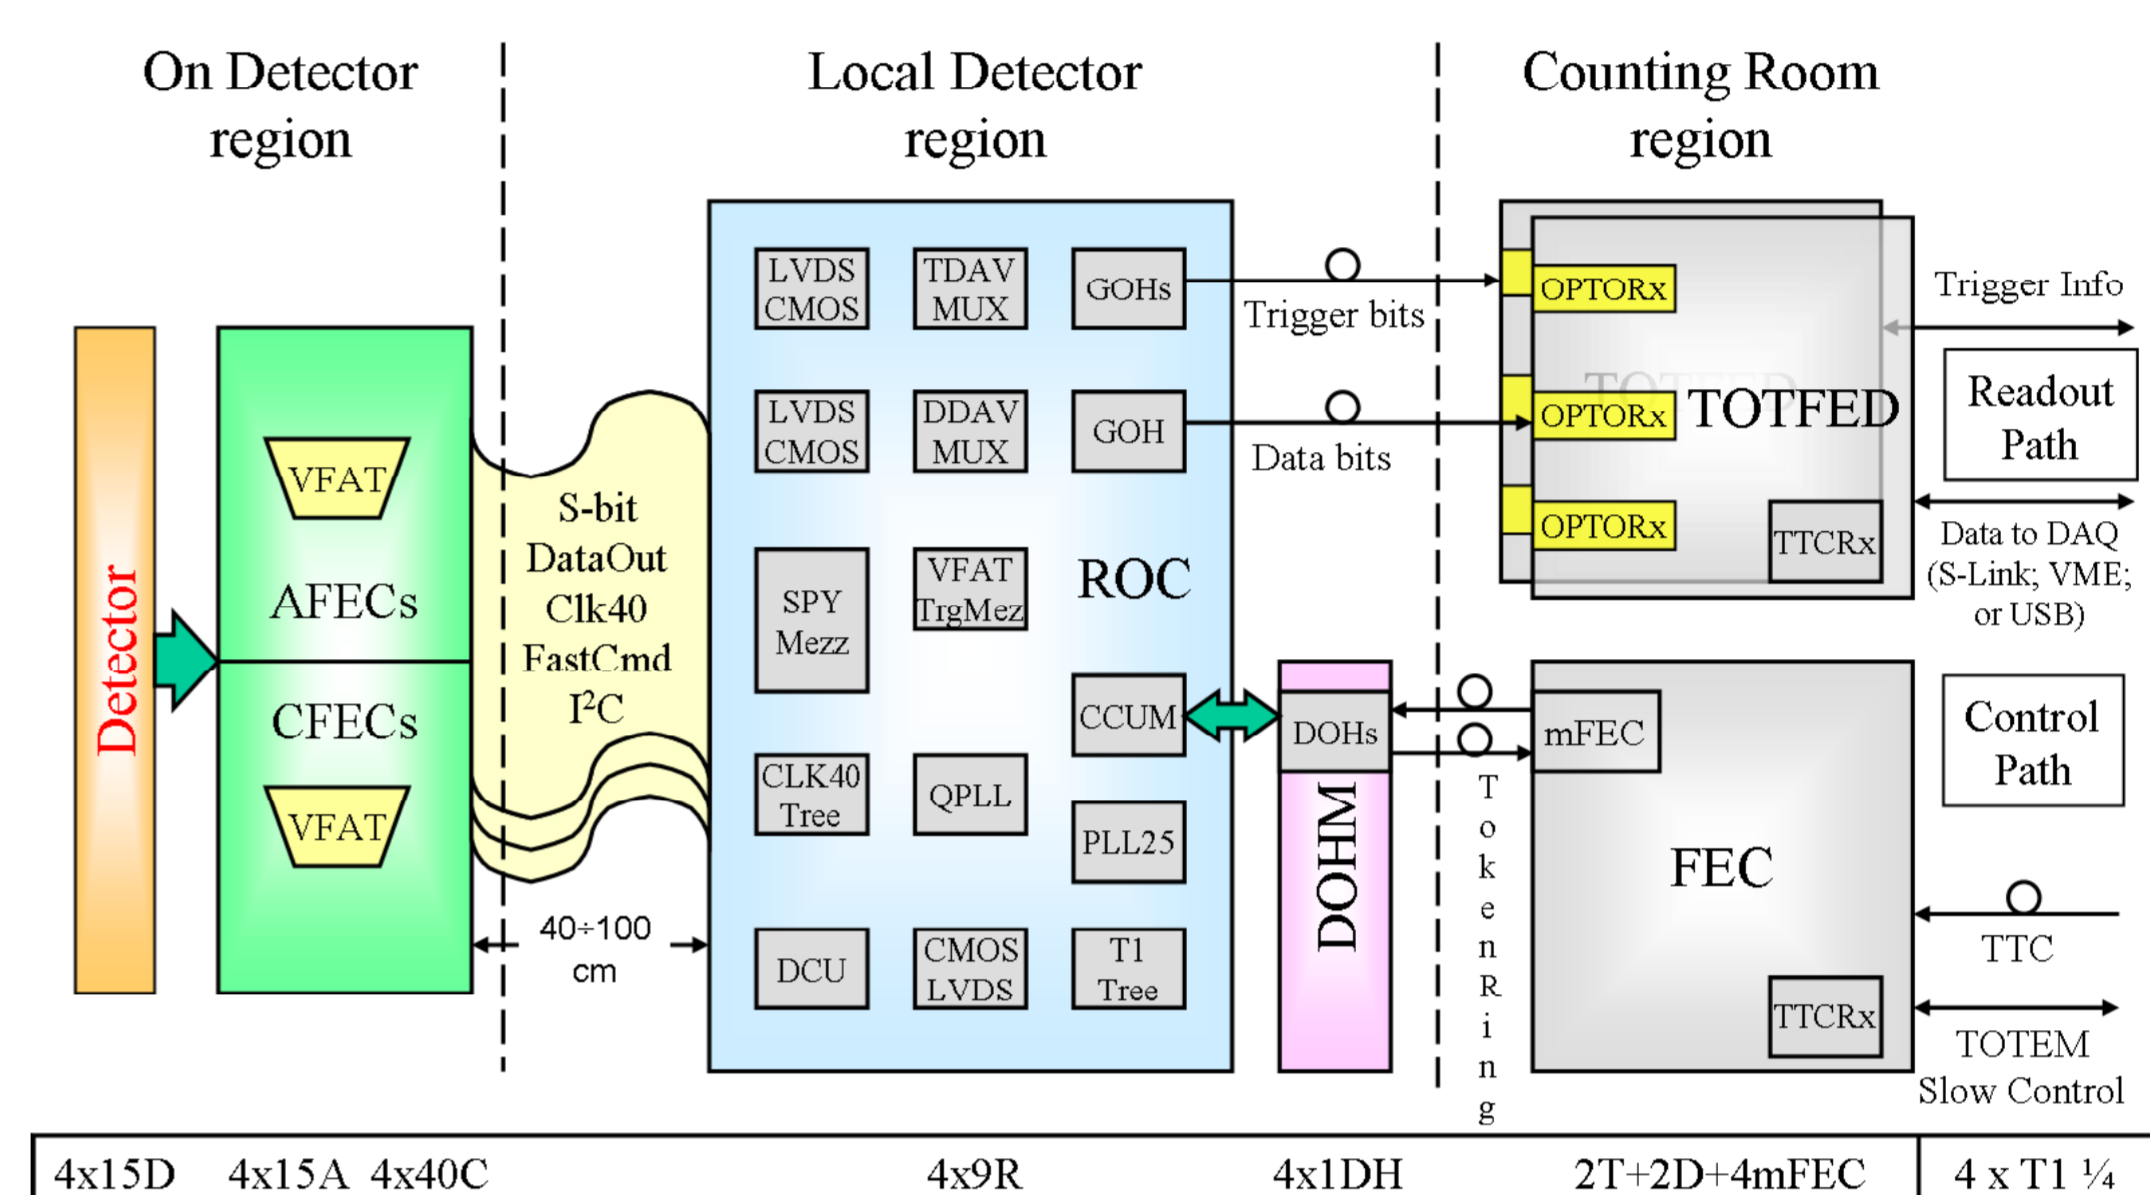 On Detector
region
Local Detector
region
Counting Room
region
Detector
VFAT
AFECs
CFECs
VFAT
S-bit
DataOut
Clk40
FastCmd
I²C
40÷100
cm
LVDS
CMOS
TDAV
MUX
GOHs
LVDS
CMOS
DDAV
MUX
GOH
SPY
Mezz
VFAT
TrgMez
ROC
CCUM
CLK40
Tree
QPLL
PLL25
DCU
CMOS
LVDS
T1
Tree
Trigger bits
Data bits
DOHs
DOHM
TokenRing
OPTORx
OPTORx
OPTORx
TOTFED
TOTFED
TTCRx
mFEC
FEC
TTCRx
Trigger Info
Readout
Path
Data to DAQ
(S-Link; VME;
or USB)
Control
Path
TTC
TOTEM
Slow Control
4x15D 4x15A 4x40C 4x9R 4x1DH 2T+2D+4mFEC 4 x T1 ¼